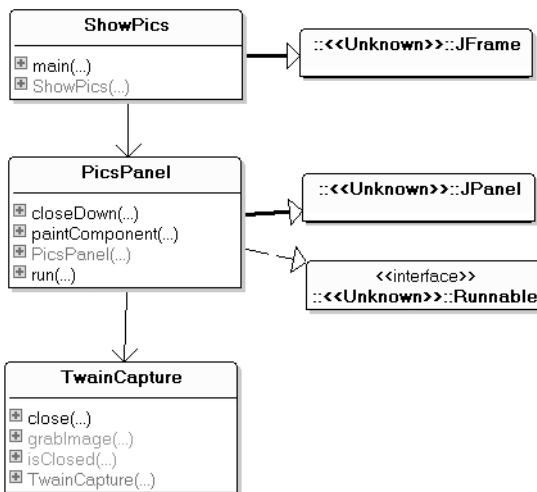 ShowPics
main(...)
ShowPics(...)
::<<Unknown>>::JFrame
PicsPanel
closeDown(...)
paintComponent(...)
PicsPanel(...)
run(...)
::<<Unknown>>::JPanel
<<interface>>
::<<Unknown>>::Runnable
TwainCapture
close(...)
grabImage(...)
isClosed(...)
TwainCapture(...)